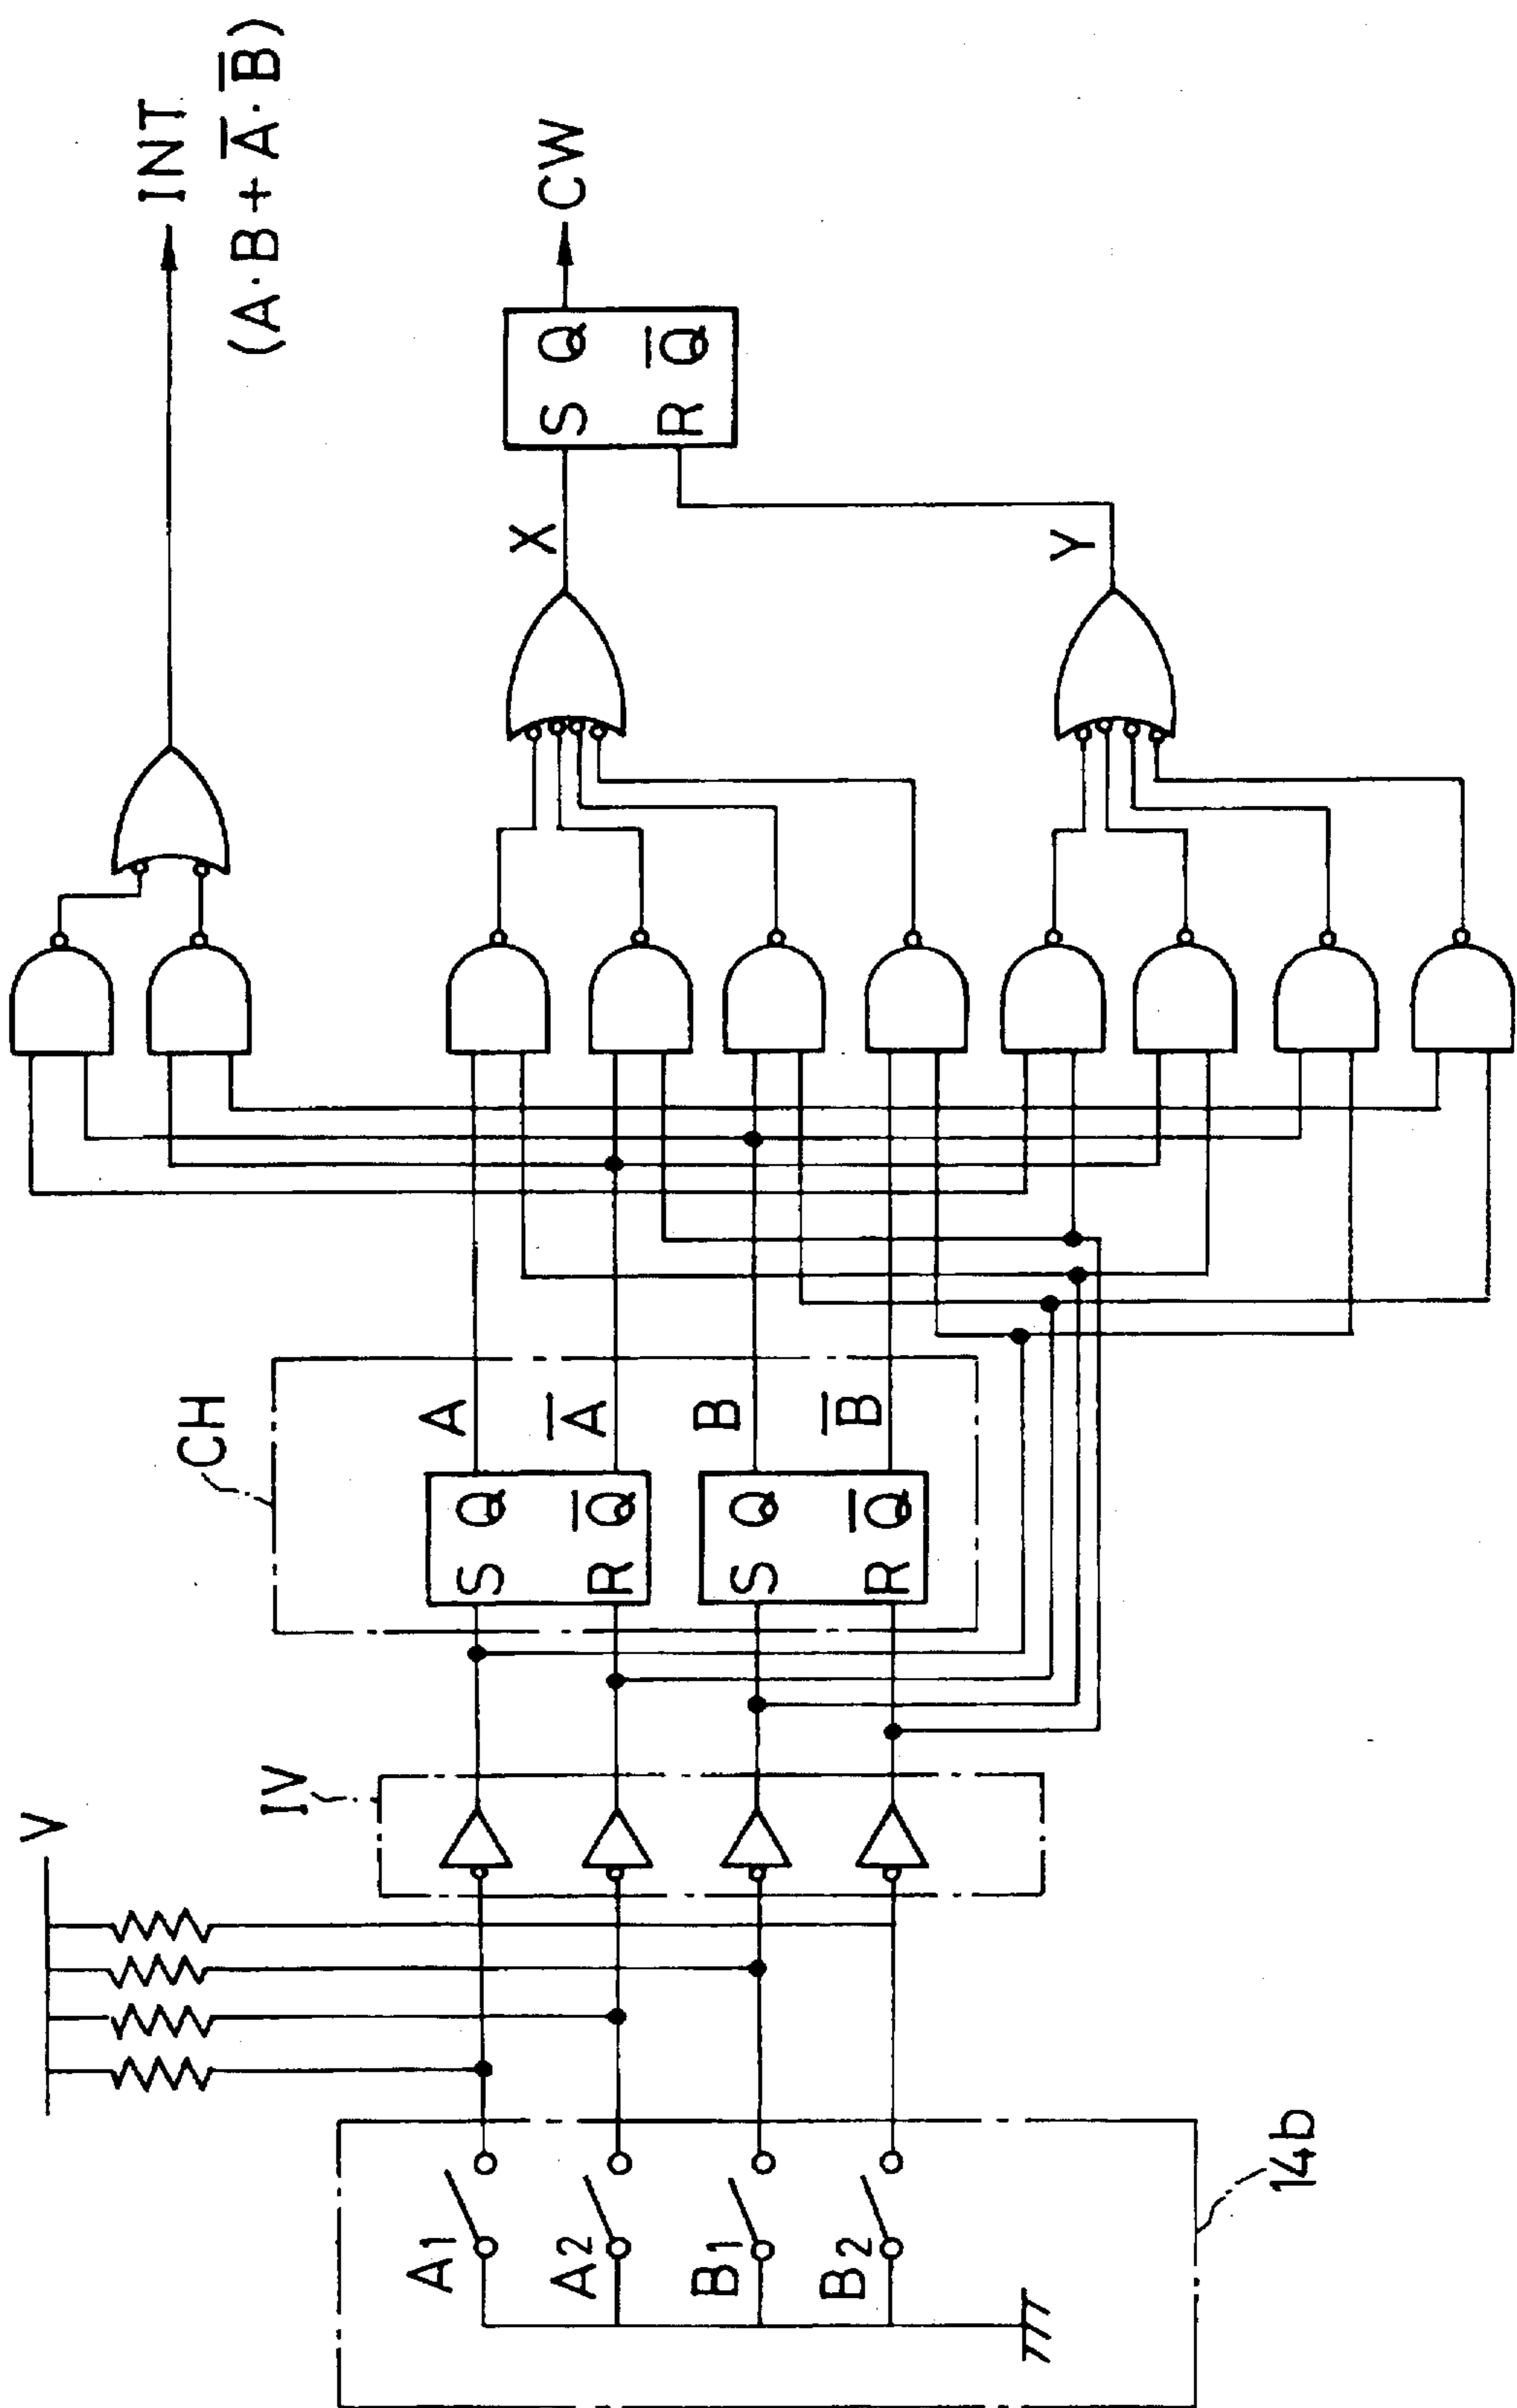 INT
(A·B+A̅·B̅)
CW
S Q
R Q̅
X
Y
CH
A
A̅
B
B̅
S Q
R Q̅
S Q
R Q̅
IV
V
A1
A2
B1
B2
14b